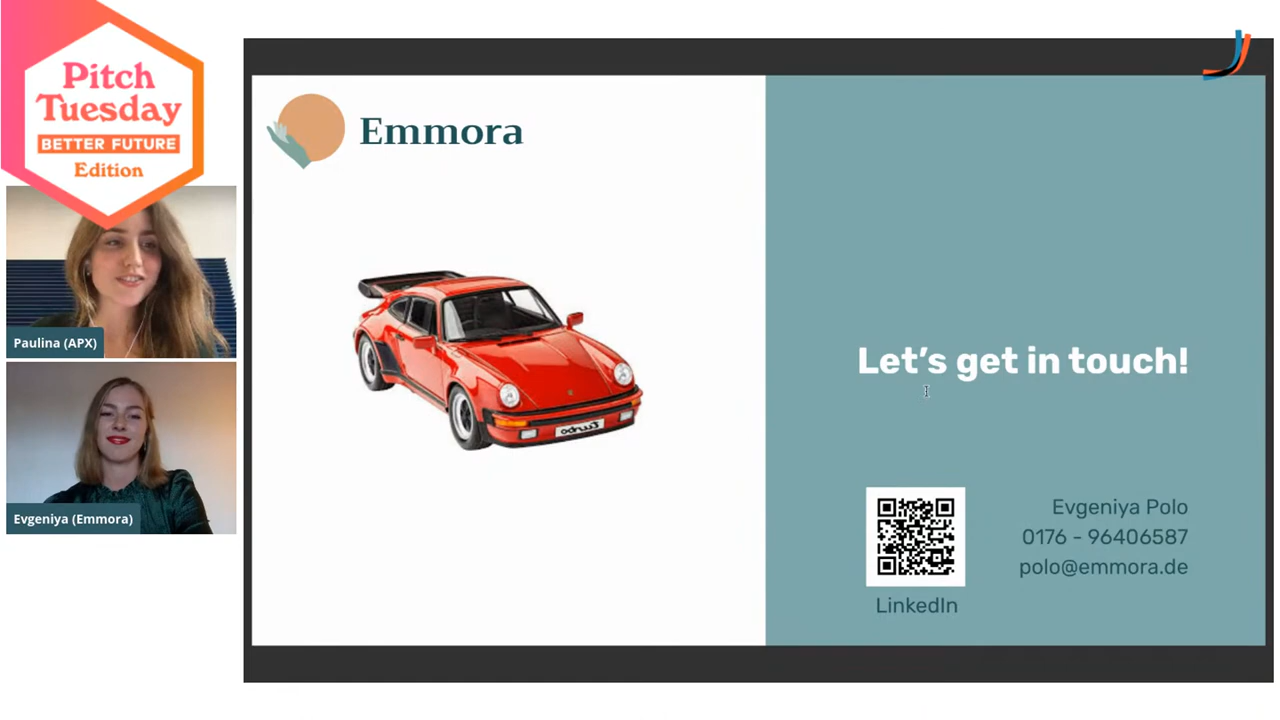 Pitch
Tuesday
BETTER FUTURE
Edition
Paulina (APX)
Evgeniya (Emmora)
Emmora
Let's get in touch!
Evgeniya Polo
0176 - 96406587
polo@emmora.de
LinkedIn